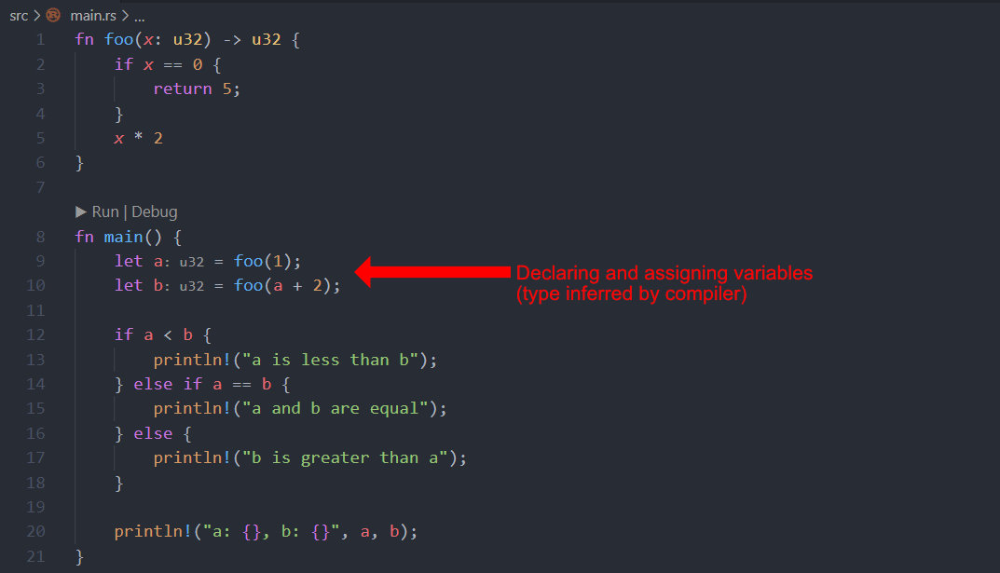 src > main.rs > ...
1 fn foo(x: u32) -> u32 {
2     if x == 0 {
3         return 5;
4     }
5     x * 2
6 }
7
▶ Run | Debug
8 fn main() {
9     let a: u32 = foo(1);
10     let b: u32 = foo(a + 2);
Declaring and assigning variables
(type inferred by compiler)
11
12     if a < b {
13         println!("a is less than b");
14     } else if a == b {
15         println!("a and b are equal");
16     } else {
17         println!("b is greater than a");
18     }
19
20     println!("a: {}, b: {}", a, b);
21 }